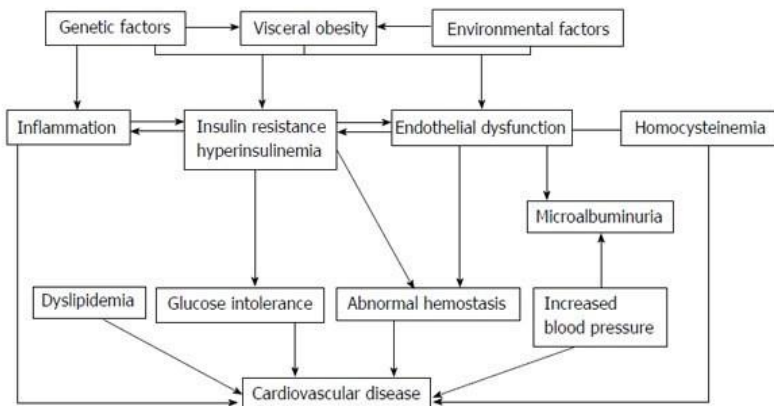 Genetic factors
Visceral obesity
Environmental factors
Inflammation
Insulin resistance
hyperinsulinemia
Endothelial dysfunction
Homocysteinemia
Microalbuminuria
Dyslipidemia
Glucose intolerance
Abnormal hemostasis
Increased
blood pressure
Cardiovascular disease